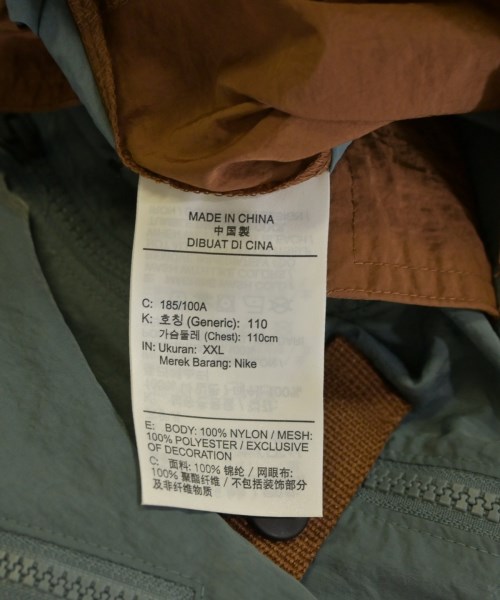 MADE IN CHINA
中国製
DIBUAT DI CINA
C: 185/100A
K: 호칭 (Generic): 110
가슴둘레 (Chest): 110cm
IN: Ukuran: XXL
Merek Barang: Nike
E: BODY: 100% NYLON / MESH:
100% POLYESTER / EXCLUSIVE
OF DECORATION
C: 面料: 100% 锦纶 / 网眼布:
100% 聚酯纤维 / 不包括装饰部分
及非纤维物质